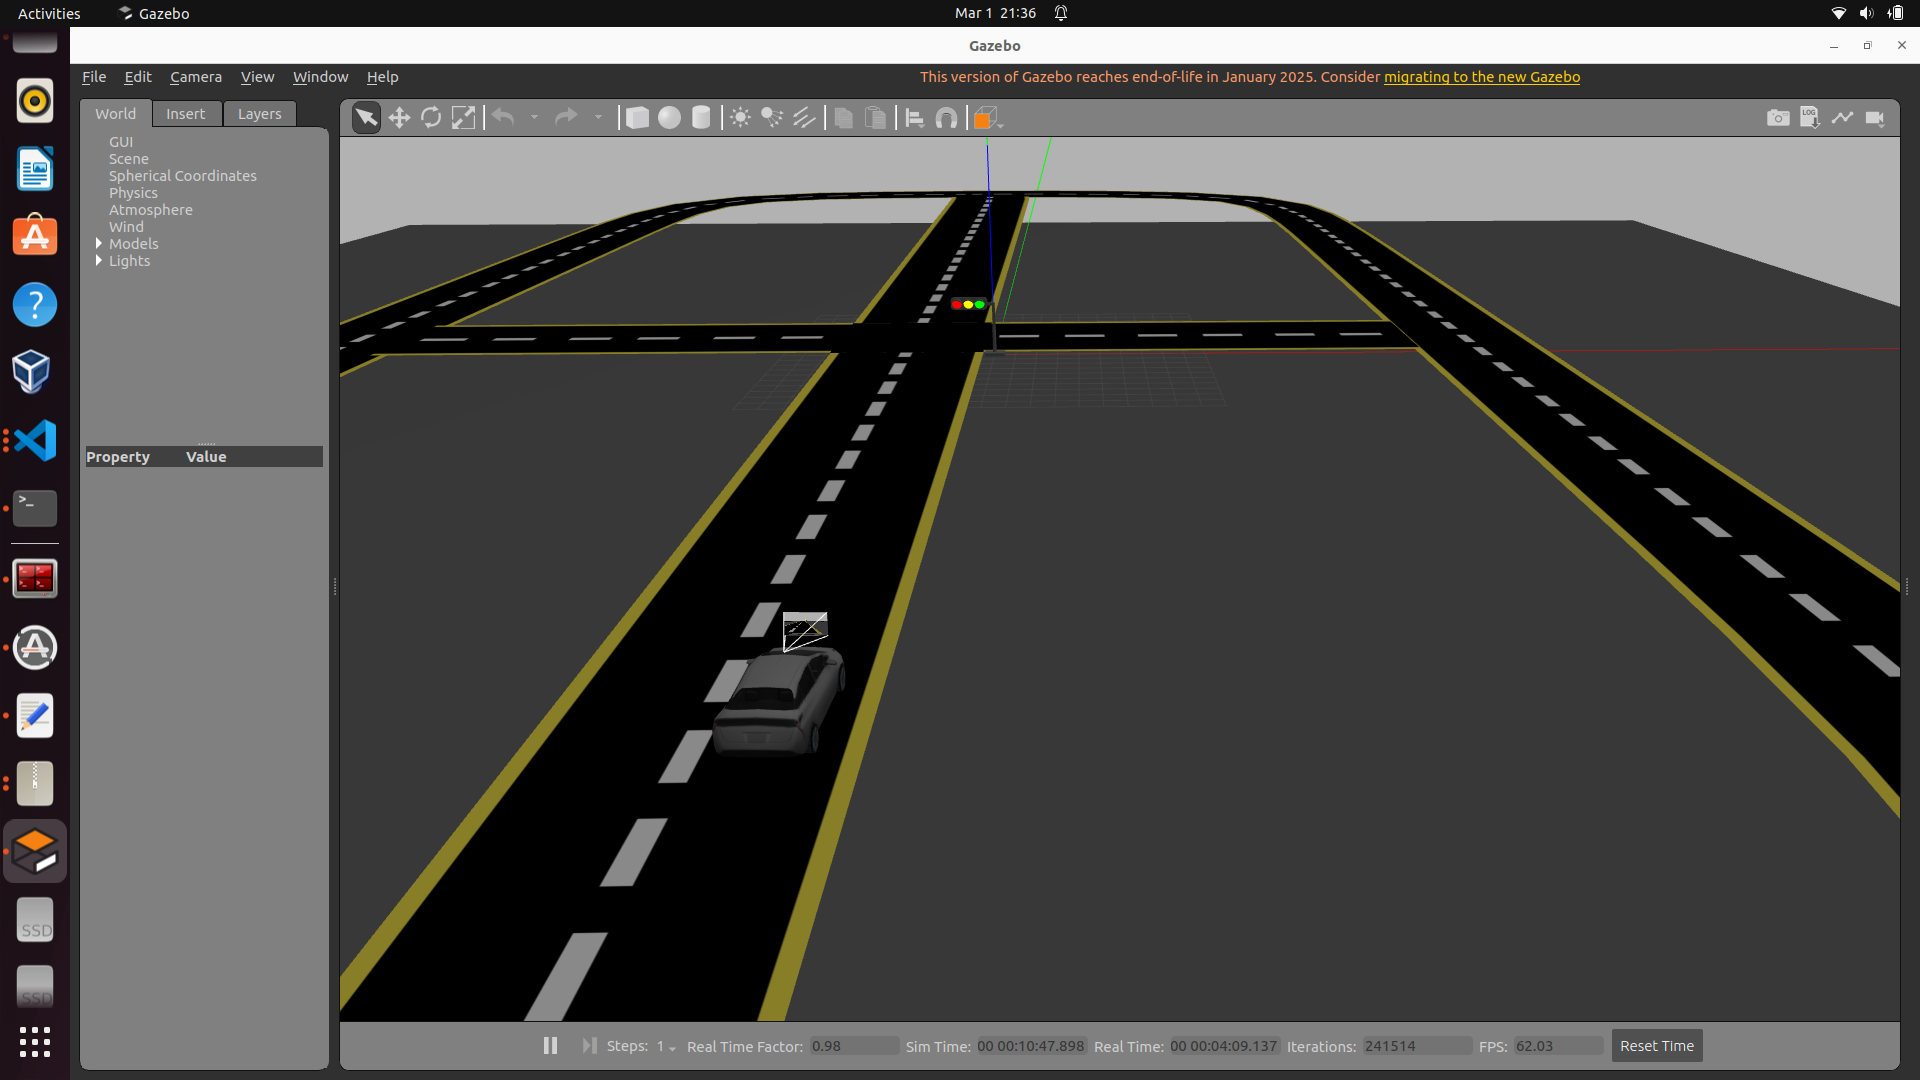 Activities Gazebo Mar 1 21:36
Gazebo
File Edit Camera View Window Help This version of Gazebo reaches end-of-life in January 2025. Consider migrating to the new Gazebo
World Insert Layers
LOG
GUI
Scene
Spherical Coordinates
Physics
Atmosphere
Wind
Models
Lights
Property Value
>_
SSD
SSD
Steps: 1 Real Time Factor: 0.98 Sim Time: 00 00:10:47.898 Real Time: 00 00:04:09.137 Iterations: 241514 FPS: 62.03 Reset Time